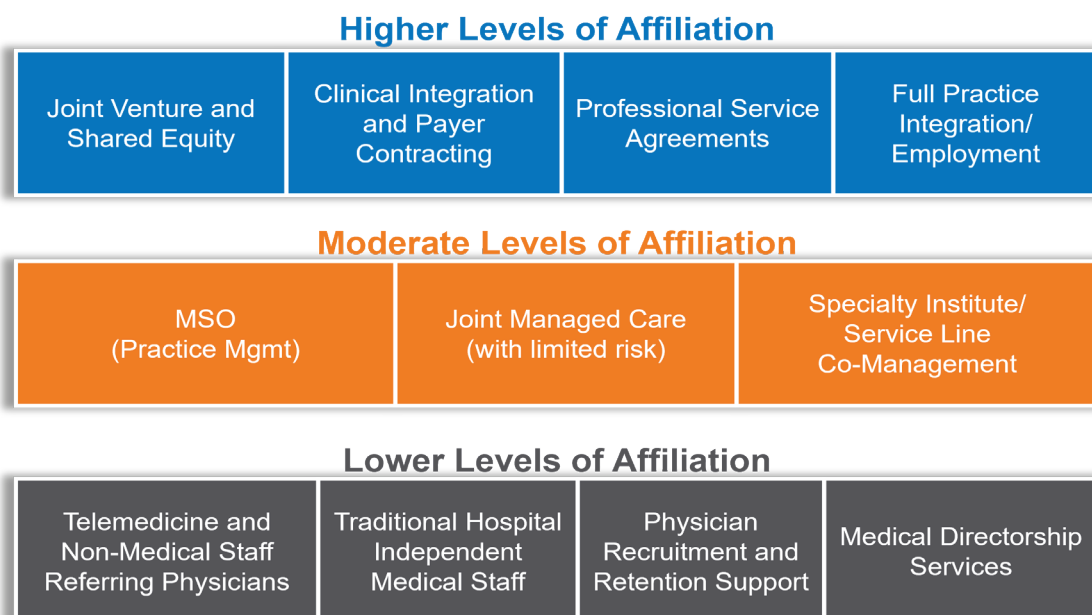 Higher Levels of Affiliation
Joint Venture and
Shared Equity
Clinical Integration
and Payer
Contracting
Professional Service
Agreements
Full Practice
Integration/
Employment
Moderate Levels of Affiliation
MSO
(Practice Mgmt)
Joint Managed Care
(with limited risk)
Specialty Institute/
Service Line
Co-Management
Lower Levels of Affiliation
Telemedicine and
Non-Medical Staff
Referring Physicians
Traditional Hospital
Independent
Medical Staff
Physician
Recruitment and
Retention Support
Medical Directorship
Services